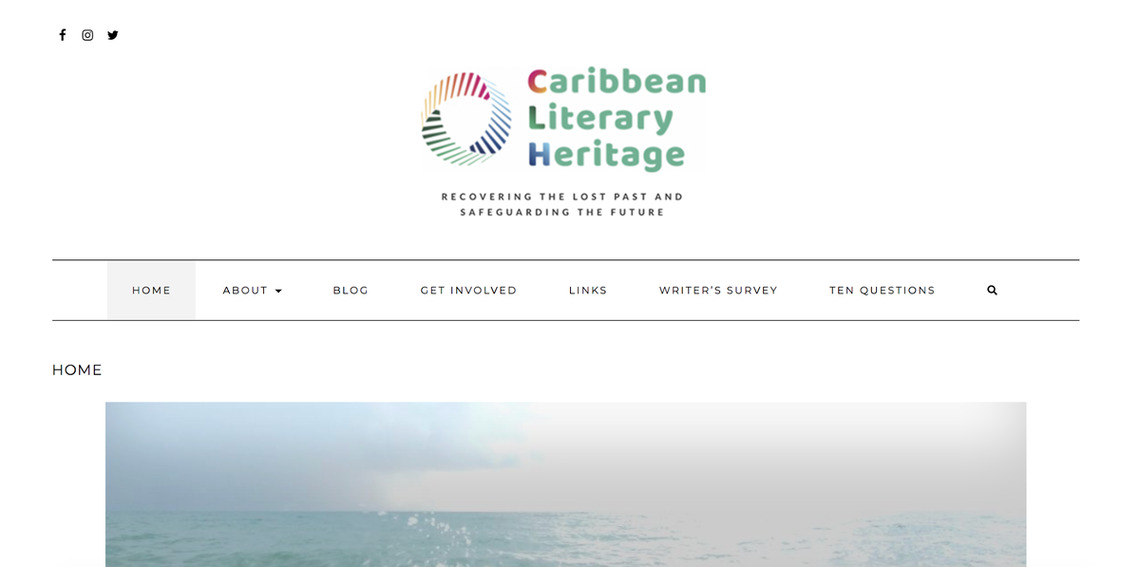 Caribbean
Literary
Heritage
RECOVERING THE LOST PAST AND
SAFEGUARDING THE FUTURE
HOME ABOUT BLOG GET INVOLVED LINKS WRITER'S SURVEY TEN QUESTIONS
HOME